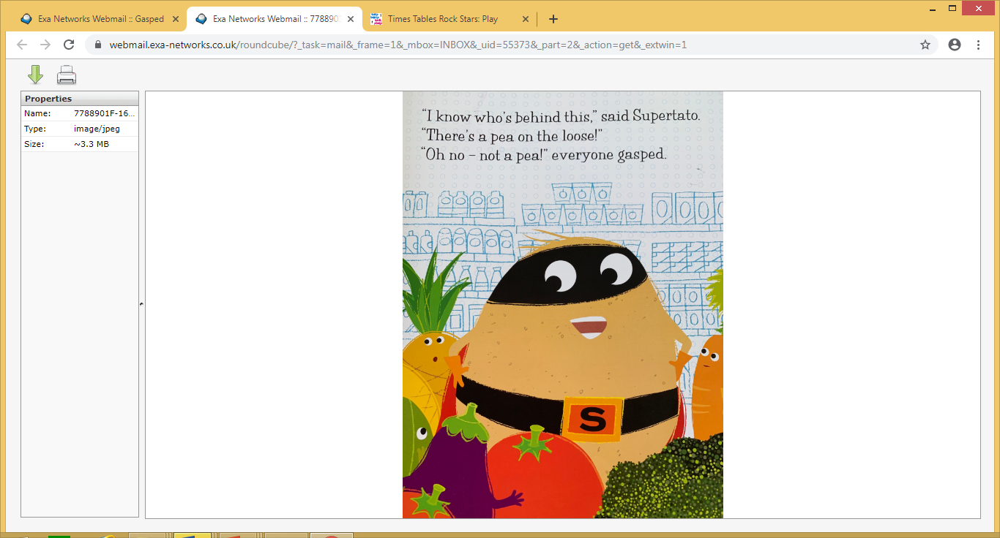 Exa Networks Webmail :: Gasped
Exa Networks Webmail :: 778890
Times Tables Rock Stars: Play
webmail.exa-networks.co.uk/roundcube/?_task=mail&_frame=1&_mbox=INBOX&_uid=55373&_part=2&_action=get&_extwin=1
Properties
Name: 7788901F-16...
Type: image/jpeg
Size: ~3.3 MB
“I know who’s behind this,” said Supertato.
“There’s a pea on the loose!”
“Oh no – not a pea!” everyone gasped.
S